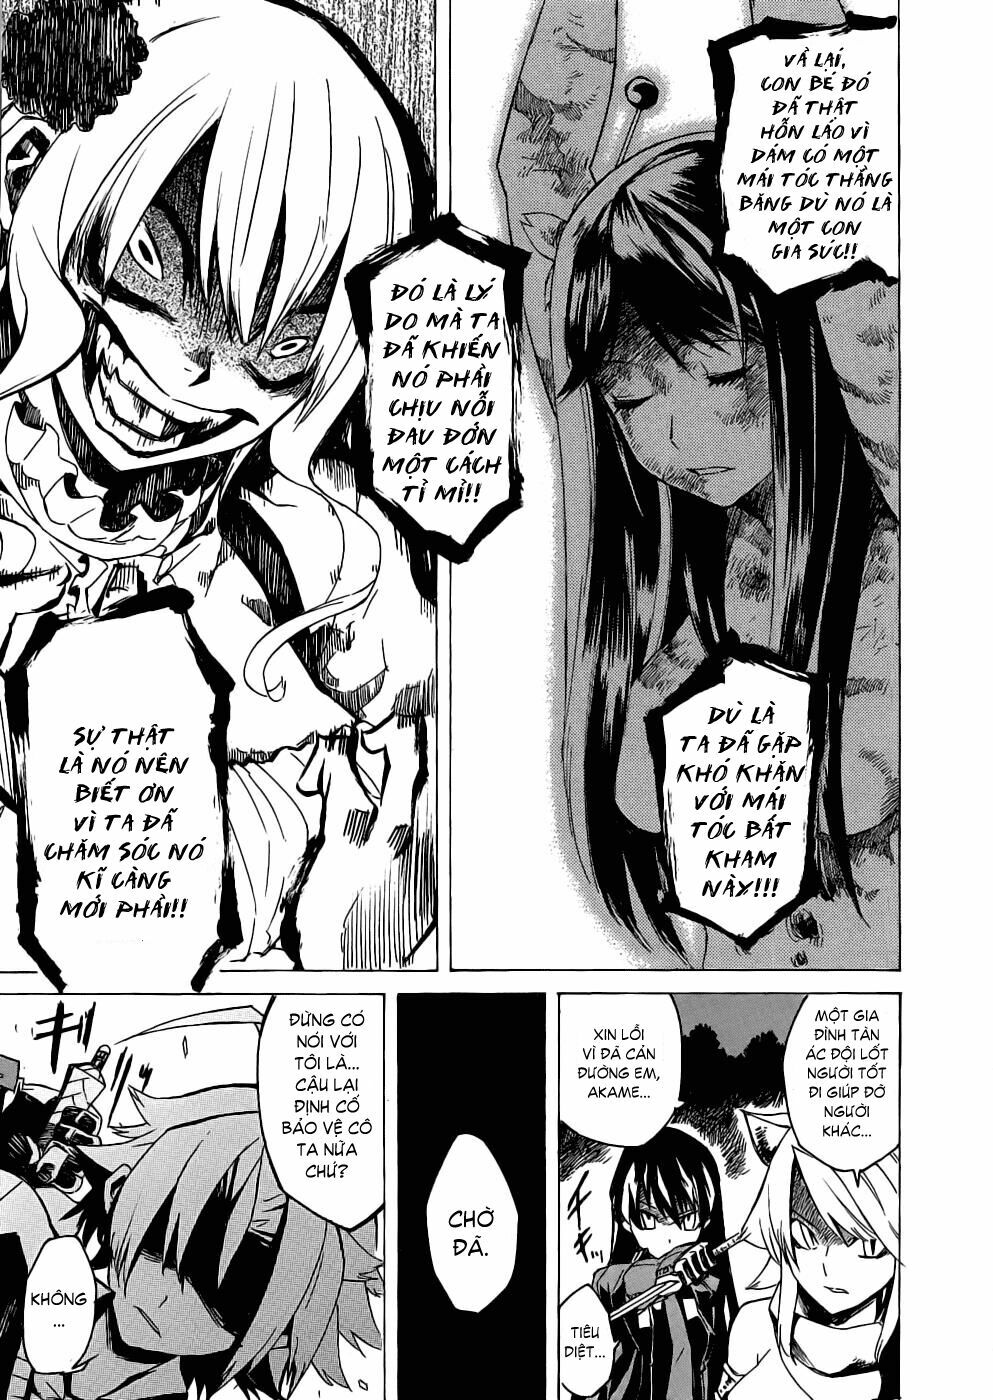 VẢ LẠI,
CON BÉ ĐÓ
ĐÃ THẬT
HỖN LÁO VÌ
DÁM CÓ MỘT
MÁI TÓC THẲNG
BĂNG DÙ NÓ LÀ
MỘT CON
GIA SÚC!!
DÙ LÀ
TA ĐÃ GẶP
KHÓ KHĂN
VỚI MÁI
TÓC BẤT
KHAM
NÀY!!!
ĐÓ LÀ LÝ
DO MÀ TA
ĐÃ KHIẾN
NÓ PHẢI
CHỊU NỖI
ĐAU ĐỚN
MỘT CÁCH
TỈ MỈ!!
SỰ THẬT
LÀ NÓ NÊN
BIẾT ƠN
VÌ TA ĐÃ
CHĂM SÓC NÓ
KĨ CÀNG
MỚI PHẢI!!
MỘT GIA
ĐÌNH TÀN
ÁC ĐỘI LỐT
NGƯỜI TỐT
ĐI GIÚP ĐỠ
NGƯỜI
KHÁC...
XIN LỖI
VÌ ĐÃ CẢN
ĐƯỜNG EM,
AKAME...
TIÊU
DIỆT...
CHỜ
ĐÃ.
ĐỪNG CÓ
NÓI VỚI
TÔI LÀ...
CẬU LẠI
ĐỊNH CỐ
BẢO VỆ CÔ
TA NỮA
CHỨ?
KHÔNG
...